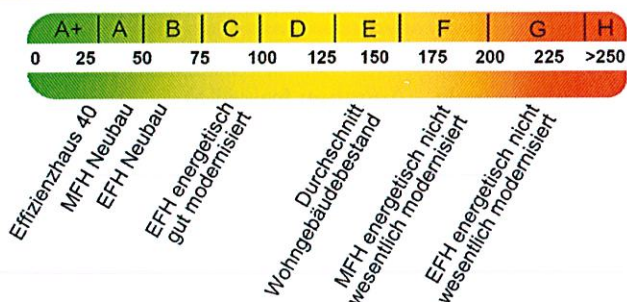 A+ A B C D E F G H
0 25 50 75 100 125 150 175 200 225 >250
Effizienzhaus 40
MFH Neubau
EFH Neubau
EFH energetisch
gut modernisiert
Durchschnitt
Wohngebäudebestand
MFH energetisch nicht
wesentlich modernisiert
EFH energetisch nicht
wesentlich modernisiert